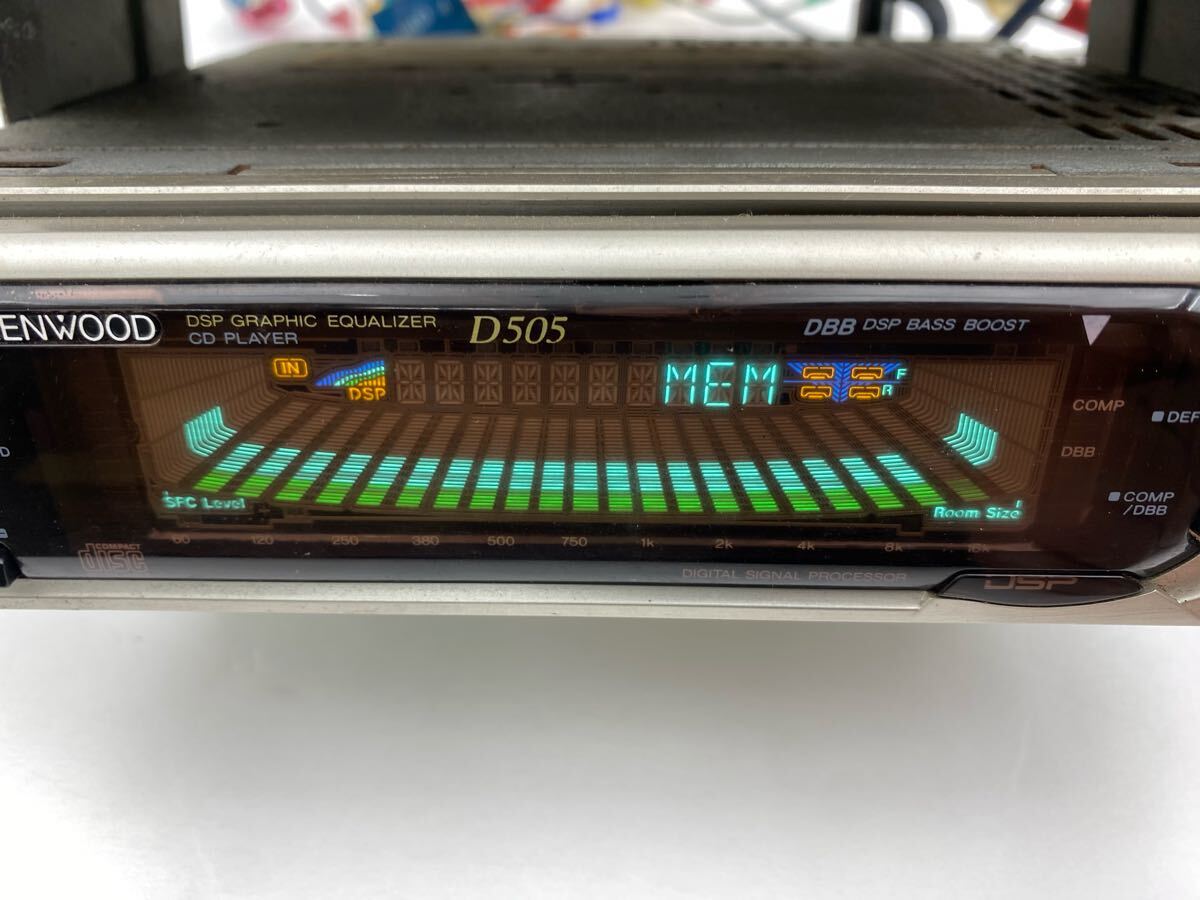 ENWOOD
DSP GRAPHIC EQUALIZER
CD PLAYER
D505
DBB DSP BASS BOOST
IN
DSP
MEM
F
R
COMP
DEF
DBB
COMP
/DBB
SFC Level
Room Size
60 120 250 380 500 750 1k 2k 4k 8k 16k
COMPACT
disc
DIGITAL SIGNAL PROCESSOR
DSP